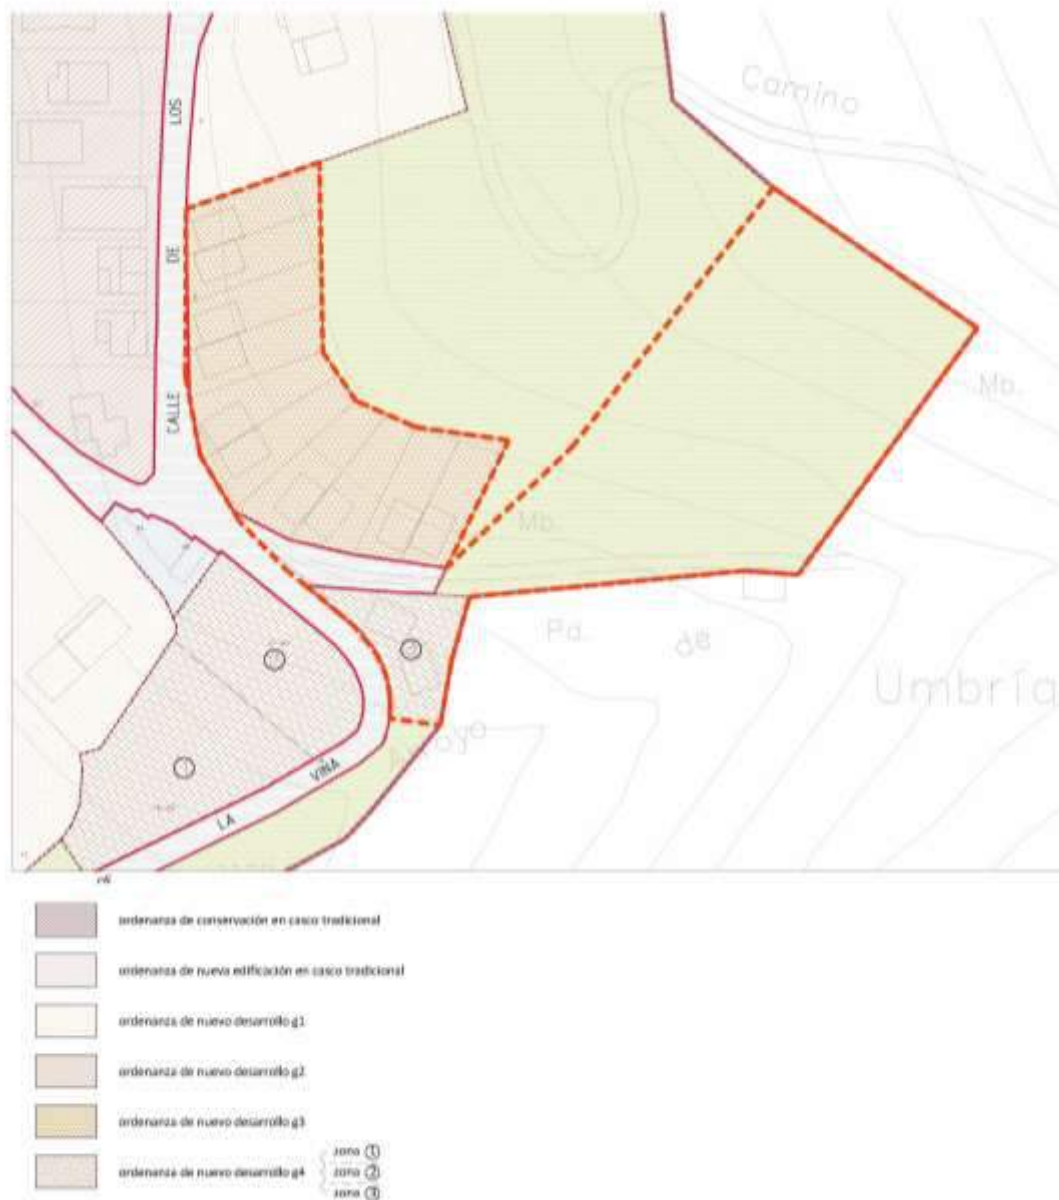 Camino
LOS
DE
CALLE
Mb.
Mb.
Pd.
de
Umbría
Arroyo
VIÑA
LA
ordenanza de conservación en casco tradicional
ordenanza de nueva edificación en casco tradicional
ordenanza de nuevo desarrollo g1
ordenanza de nuevo desarrollo g2
ordenanza de nuevo desarrollo g3
ordenanza de nuevo desarrollo g4
zona ①
zona ②
zona ③